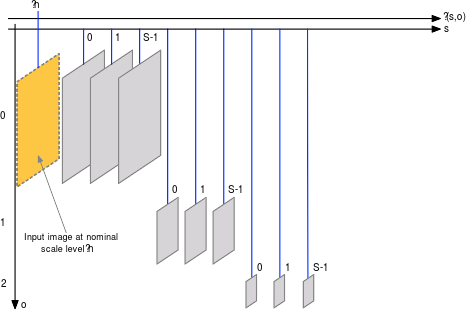 ?n
?(s,o)
s
0 1 S-1
0
0 1 S-1
1
Input image at nominal
scale level ?n
0 1 S-1
2
o